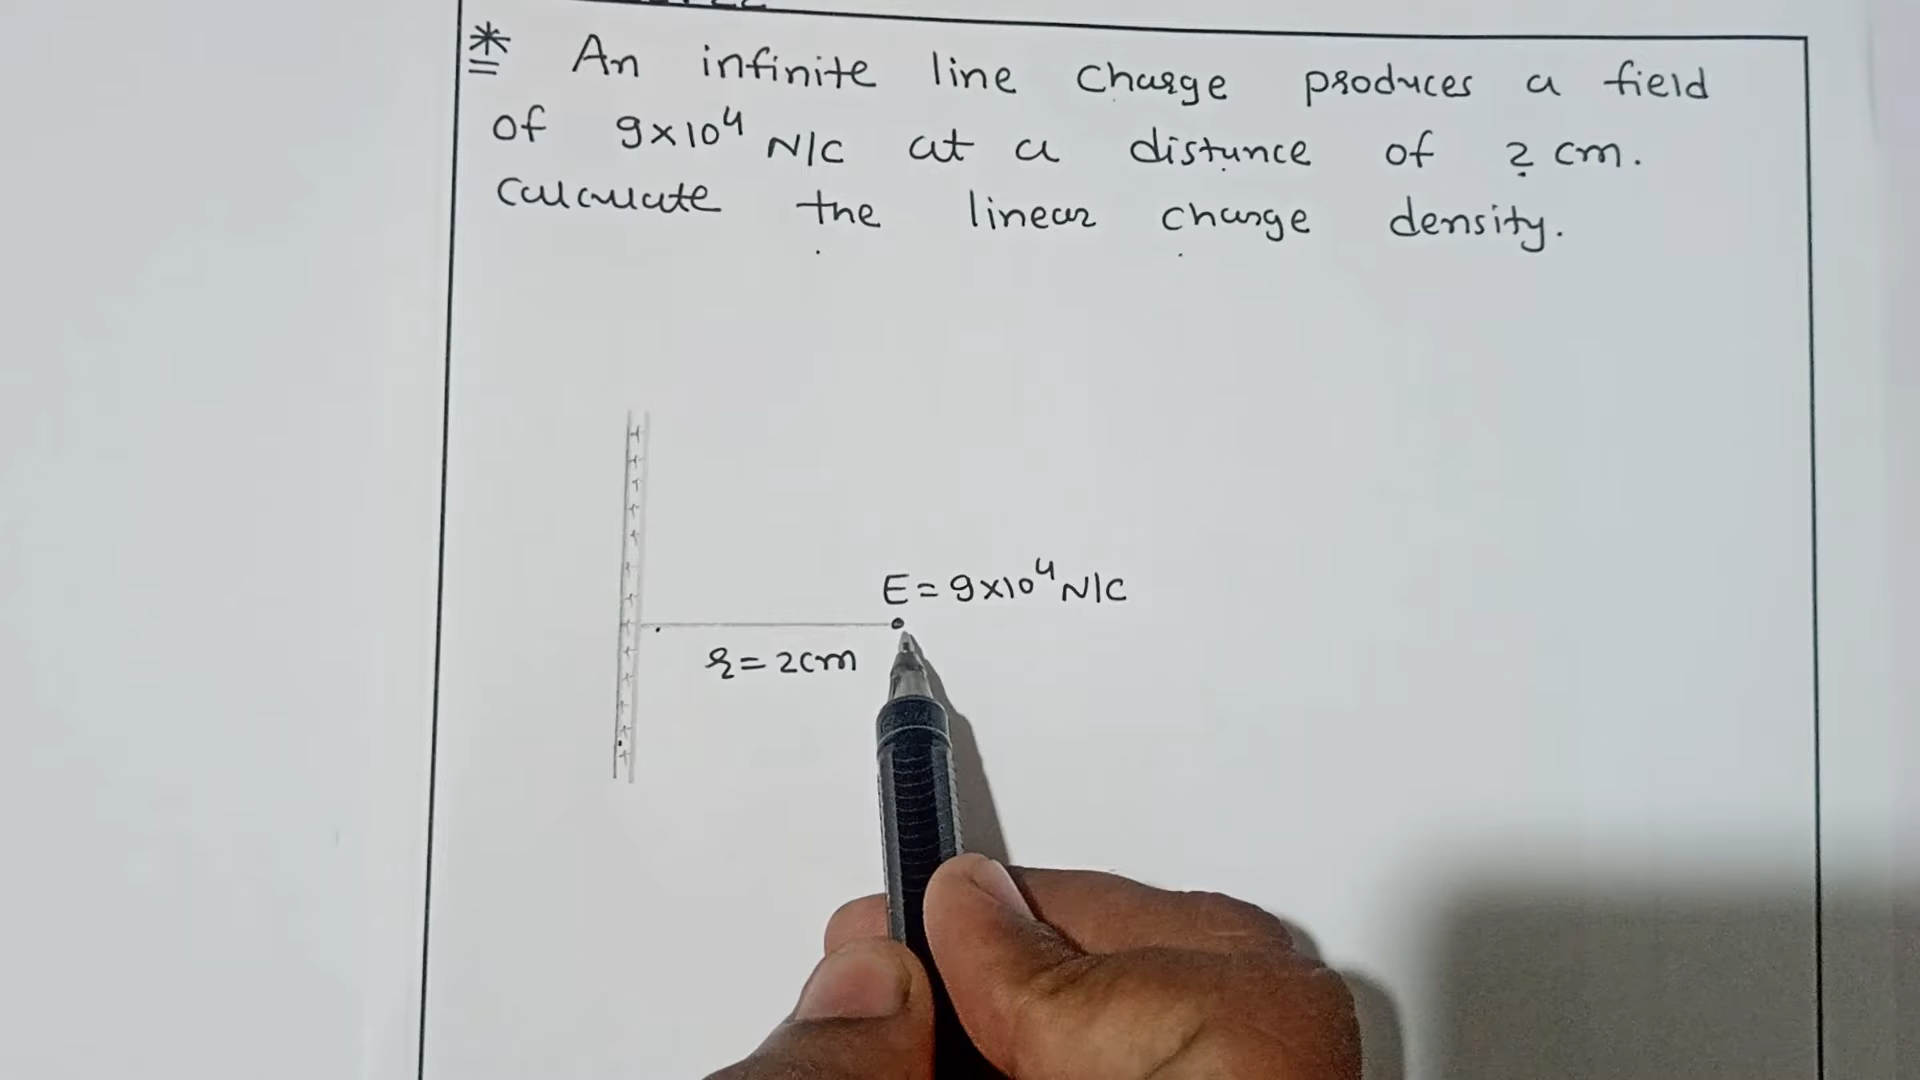 * An infinite line charge produces a field
of 9×10⁴ N/C at a distance of 2 cm.
Calculate the linear charge density.
E = 9×10⁴ N/C
r = 2cm